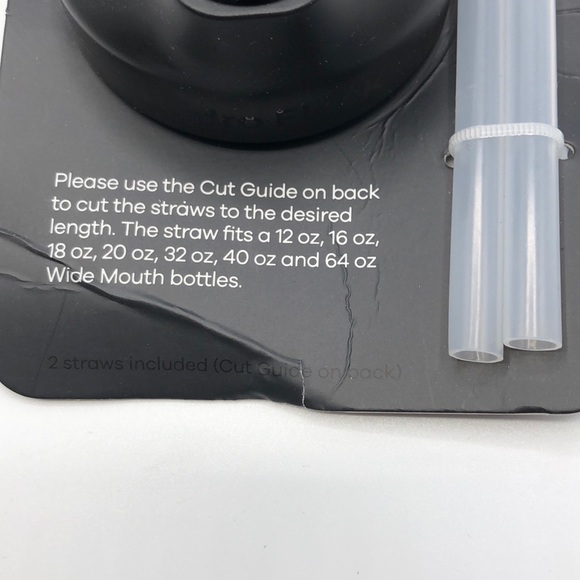 Please use the Cut Guide on back
to cut the straws to the desired
length. The straw fits a 12 oz, 16 oz,
18 oz, 20 oz, 32 oz, 40 oz and 64 oz
Wide Mouth bottles.
2 straws included (Cut Guide on back)